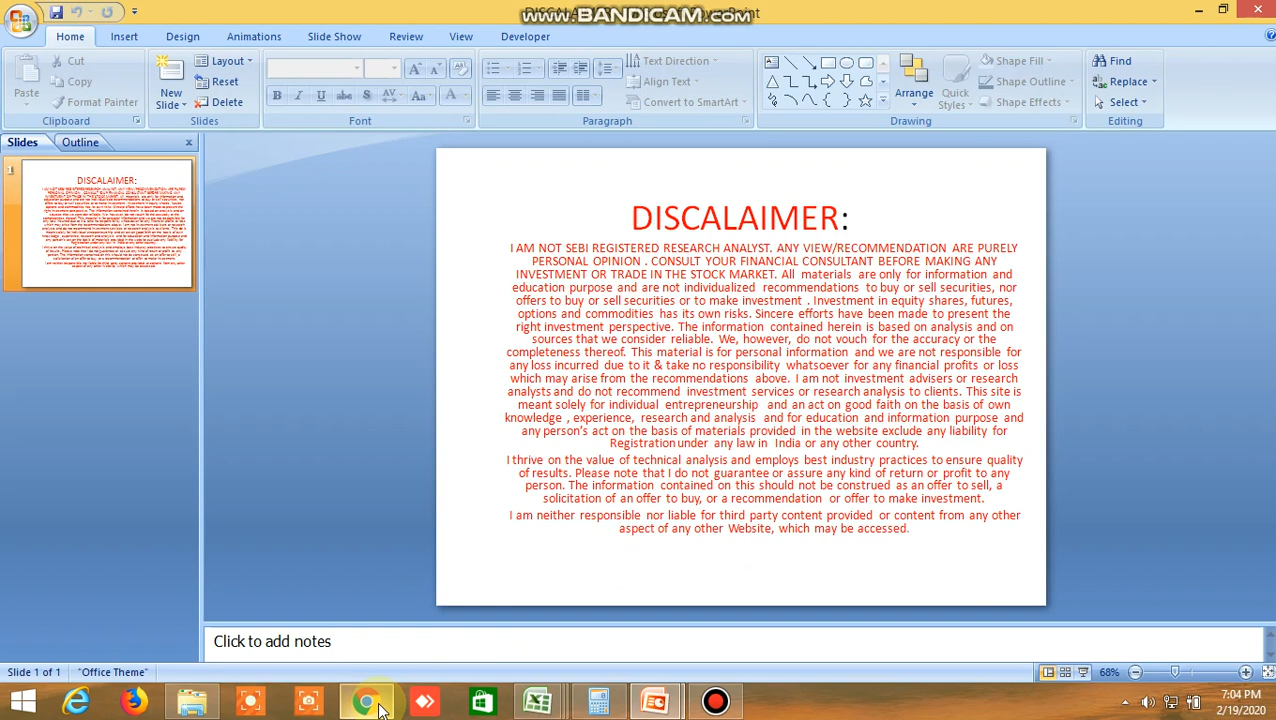 DISCALAIMER
www.BANDICAM.com
PowerPoint
Home Insert Design Animations Slide Show Review View Developer
Paste
Cut
Copy
Format Painter
Clipboard
New Slide
Layout
Reset
Delete
Slides
Font
Text Direction
Align Text
Convert to SmartArt
Paragraph
Arrange
Quick Styles
Shape Fill
Shape Outline
Shape Effects
Drawing
Find
Replace
Select
Editing
Slides Outline
1
DISCALAIMER:
DISCALAIMER:
I AM NOT SEBI REGISTERED RESEARCH ANALYST. ANY VIEW/RECOMMENDATION ARE PURELY
PERSONAL OPINION . CONSULT YOUR FINANCIAL CONSULTANT BEFORE MAKING ANY
INVESTMENT OR TRADE IN THE STOCK MARKET. All materials are only for information and
education purpose and are not individualized recommendations to buy or sell securities, nor
offers to buy or sell securities or to make investment . Investment in equity shares, futures,
options and commodities has its own risks. Sincere efforts have been made to present the
right investment perspective. The information contained herein is based on analysis and on
sources that we consider reliable. We, however, do not vouch for the accuracy or the
completeness thereof. This material is for personal information and we are not responsible for
any loss incurred due to it & take no responsibility whatsoever for any financial profits or loss
which may arise from the recommendations above. I am not investment advisers or research
analysts and do not recommend investment services or research analysis to clients. This site is
meant solely for individual entrepreneurship and an act on good faith on the basis of own
knowledge , experience, research and analysis and for education and information purpose and
any person's act on the basis of materials provided in the website exclude any liability for
Registration under any law in India or any other country.
I thrive on the value of technical analysis and employs best industry practices to ensure quality
of results. Please note that I do not guarantee or assure any kind of return or profit to any
person. The information contained on this should not be construed as an offer to sell, a
solicitation of an offer to buy, or a recommendation or offer to make investment.
I am neither responsible nor liable for third party content provided or content from any other
aspect of any other Website, which may be accessed.
Click to add notes
Slide 1 of 1 "Office Theme" 68%
7:04 PM
2/19/2020